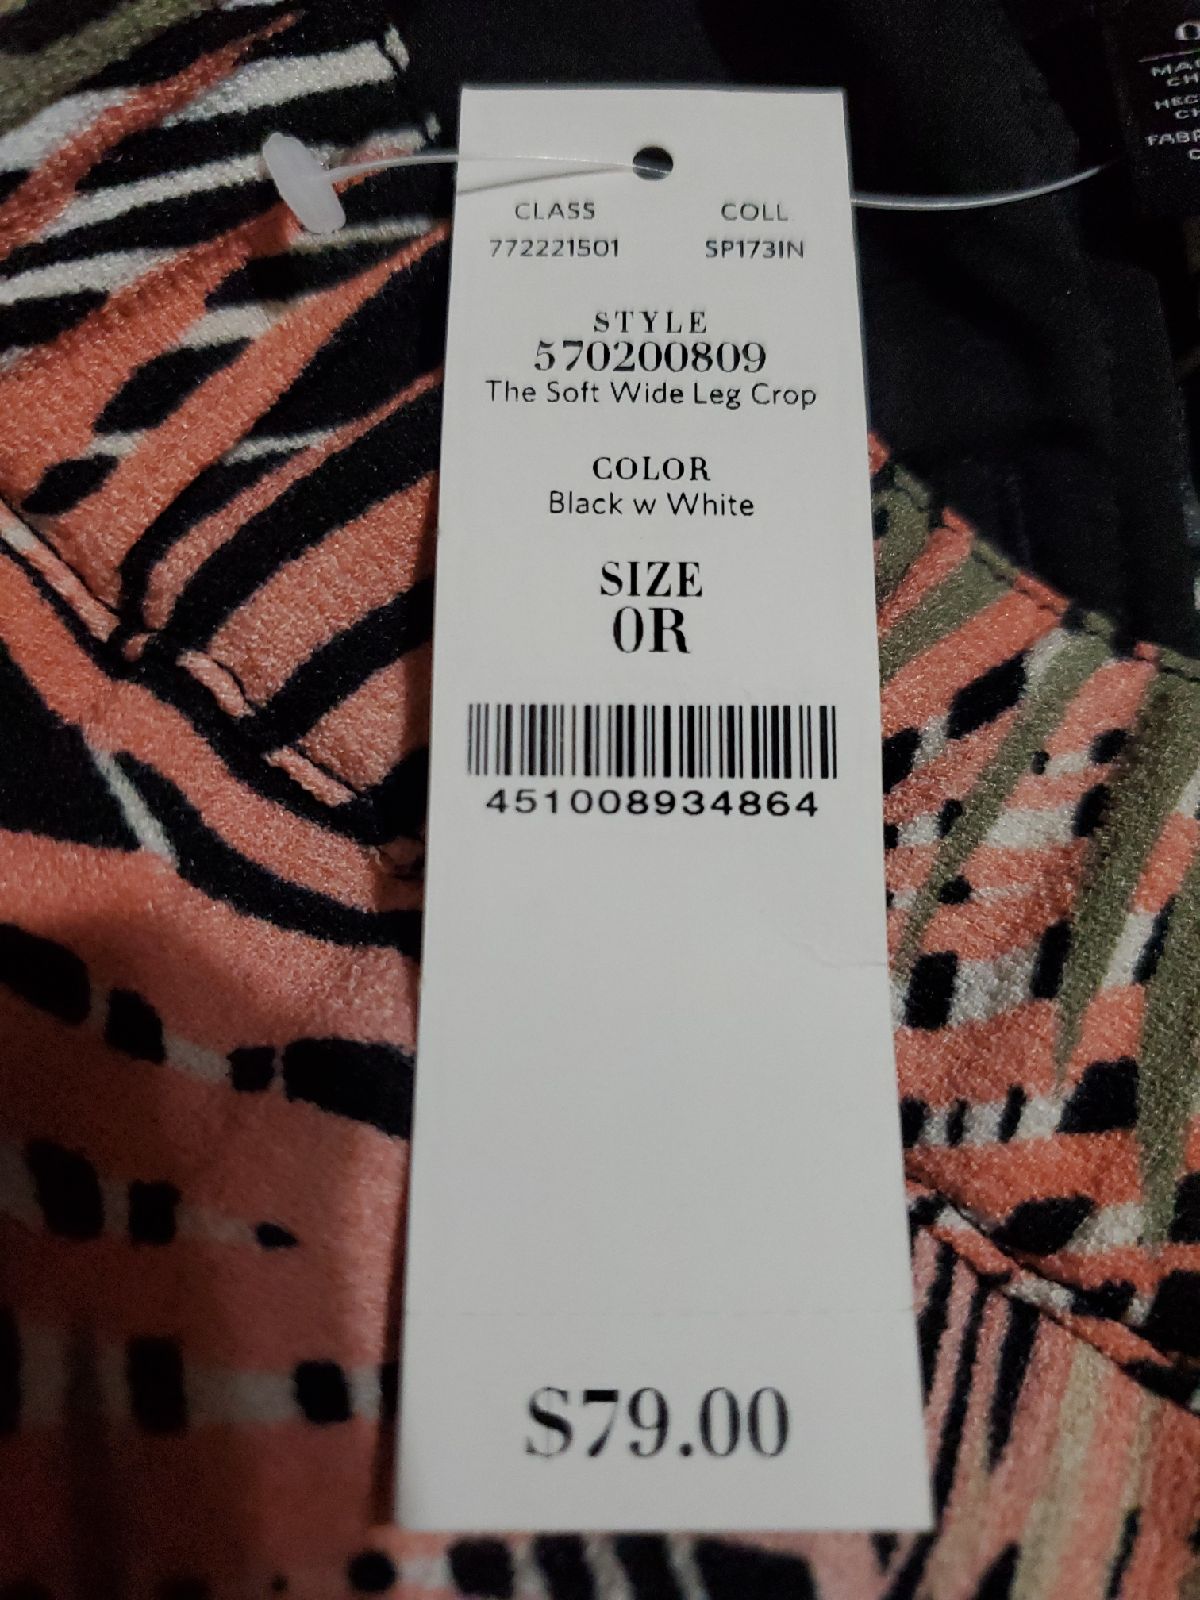 CLASS COLL
772221501 SP173IN
STYLE
570200809
The Soft Wide Leg Crop
COLOR
Black w White
SIZE
0R
451008934864
$79.00